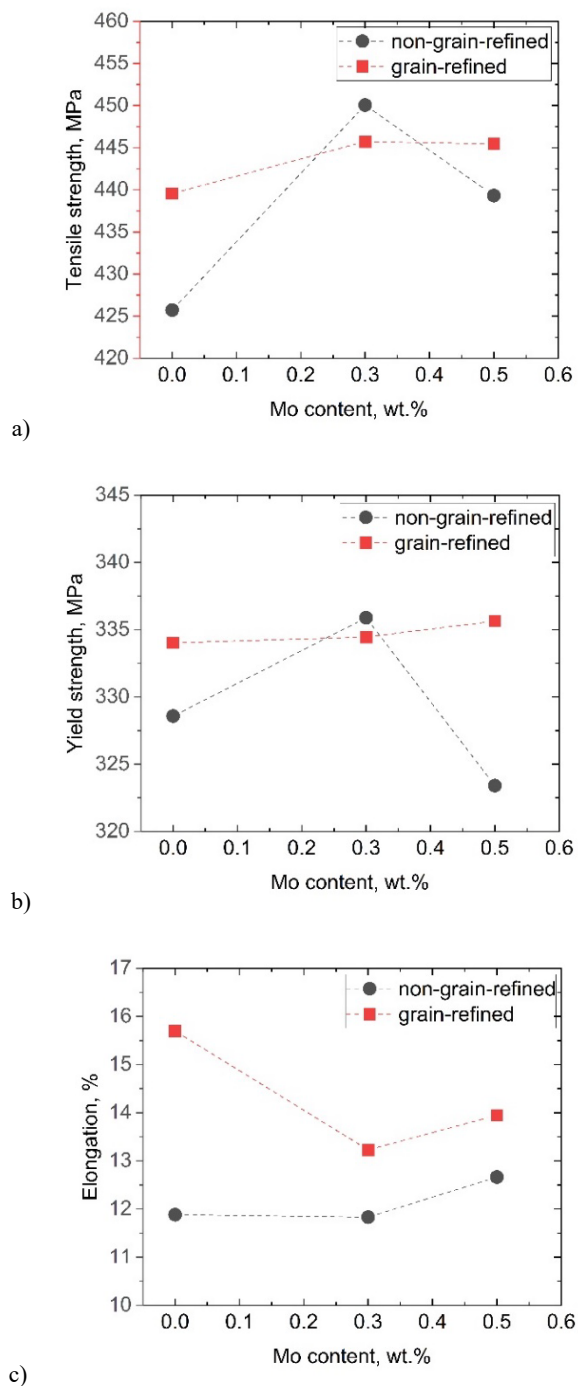 460
455
450
445
440
435
430
425
420
Tensile strength, MPa
non-grain-refined
grain-refined
0.0 0.1 0.2 0.3 0.4 0.5 0.6
Mo content, wt.%
a)
345
340
335
330
325
320
Yield strength, MPa
non-grain-refined
grain-refined
0.0 0.1 0.2 0.3 0.4 0.5 0.6
Mo content, wt.%
b)
17
16
15
14
13
12
11
10
Elongation, %
non-grain-refined
grain-refined
0.0 0.1 0.2 0.3 0.4 0.5 0.6
Mo content, wt.%
c)